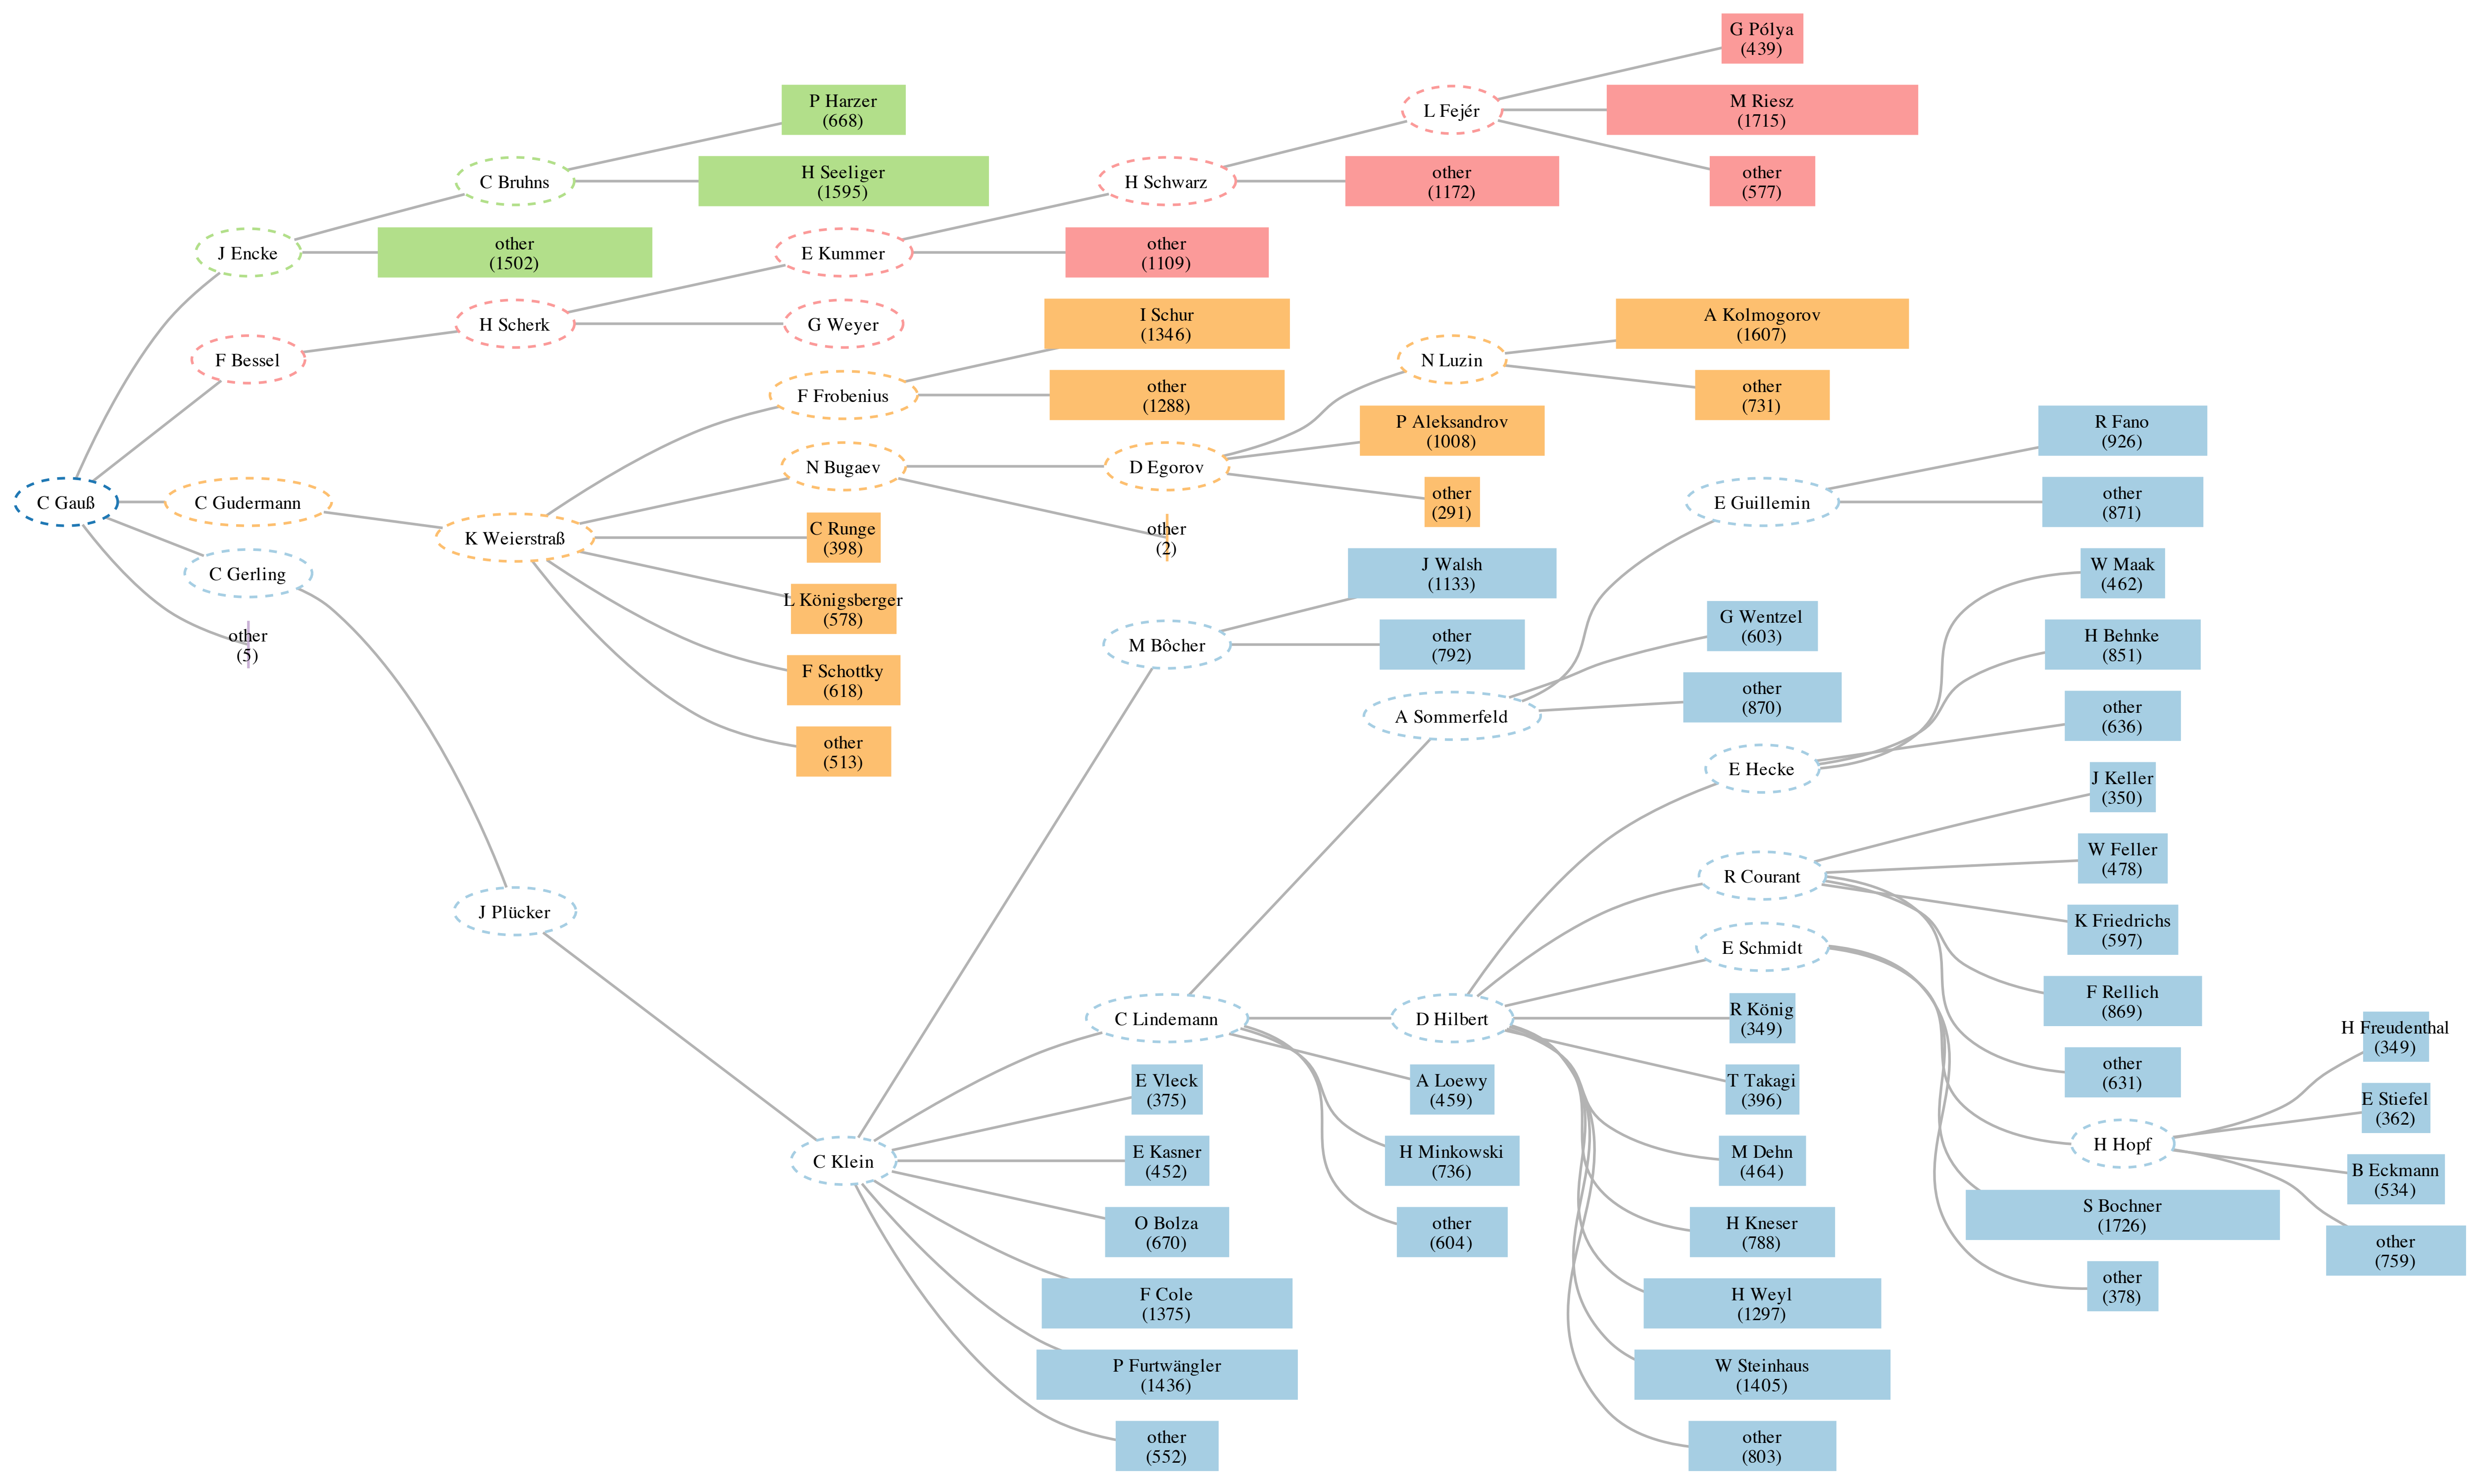 G Pólya
(439)
P Harzer
(668)
L Fejér
M Riesz
(1715)
C Bruhns
H Seeliger
(1595)
H Schwarz
other
(1172)
other
(577)
J Encke
other
(1502)
E Kummer
other
(1109)
H Scherk
G Weyer
I Schur
(1346)
A Kolmogorov
(1607)
F Bessel
N Luzin
F Frobenius
other
(1288)
other
(731)
P Aleksandrov
(1008)
R Fano
(926)
N Bugaev
D Egorov
C Gauß
C Gudermann
other
(291)
E Guillemin
other
(871)
K Weierstraß
C Runge
(398)
other
(2)
C Gerling
J Walsh
(1133)
W Maak
(462)
L Königsberger
(578)
G Wentzel
(603)
other
(5)
M Bôcher
other
(792)
H Behnke
(851)
F Schottky
(618)
A Sommerfeld
other
(870)
other
(636)
other
(513)
E Hecke
J Keller
(350)
R Courant
W Feller
(478)
J Plücker
E Schmidt
K Friedrichs
(597)
F Rellich
(869)
C Lindemann
D Hilbert
R König
(349)
H Freudenthal
(349)
E Vleck
(375)
A Loewy
(459)
T Takagi
(396)
other
(631)
E Stiefel
(362)
C Klein
E Kasner
(452)
H Minkowski
(736)
M Dehn
(464)
H Hopf
B Eckmann
(534)
O Bolza
(670)
other
(604)
H Kneser
(788)
S Bochner
(1726)
other
(759)
F Cole
(1375)
H Weyl
(1297)
other
(378)
P Furtwängler
(1436)
W Steinhaus
(1405)
other
(552)
other
(803)